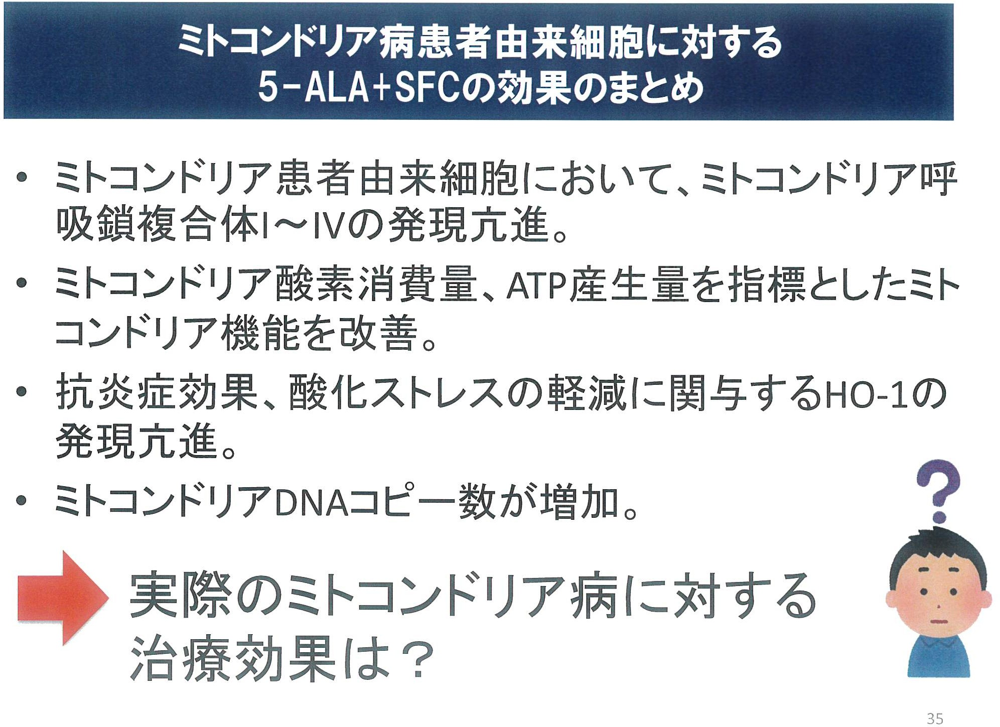 ミトコンドリア病患者由来細胞に対する
5-ALA+SFCの効果のまとめ
• ミトコンドリア患者由来細胞において、ミトコンドリア呼
吸鎖複合体I～IVの発現亢進。
• ミトコンドリア酸素消費量、ATP産生量を指標としたミト
コンドリア機能を改善。
• 抗炎症効果、酸化ストレスの軽減に関与するHO-1の
発現亢進。
• ミトコンドリアDNAコピー数が増加。
?
実際のミトコンドリア病に対する
治療効果は？
35